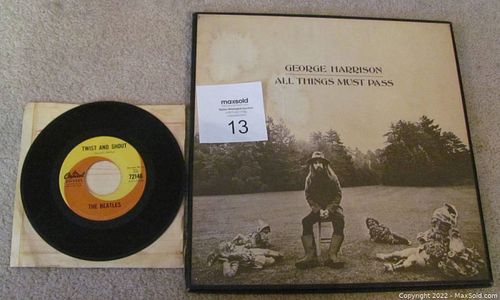 GEORGE HARRISON
ALL THINGS MUST PASS
maxsold
13
TWIST AND SHOUT
Capitol
72146
THE BEATLES
Copyright 2022 - MaxSold.com